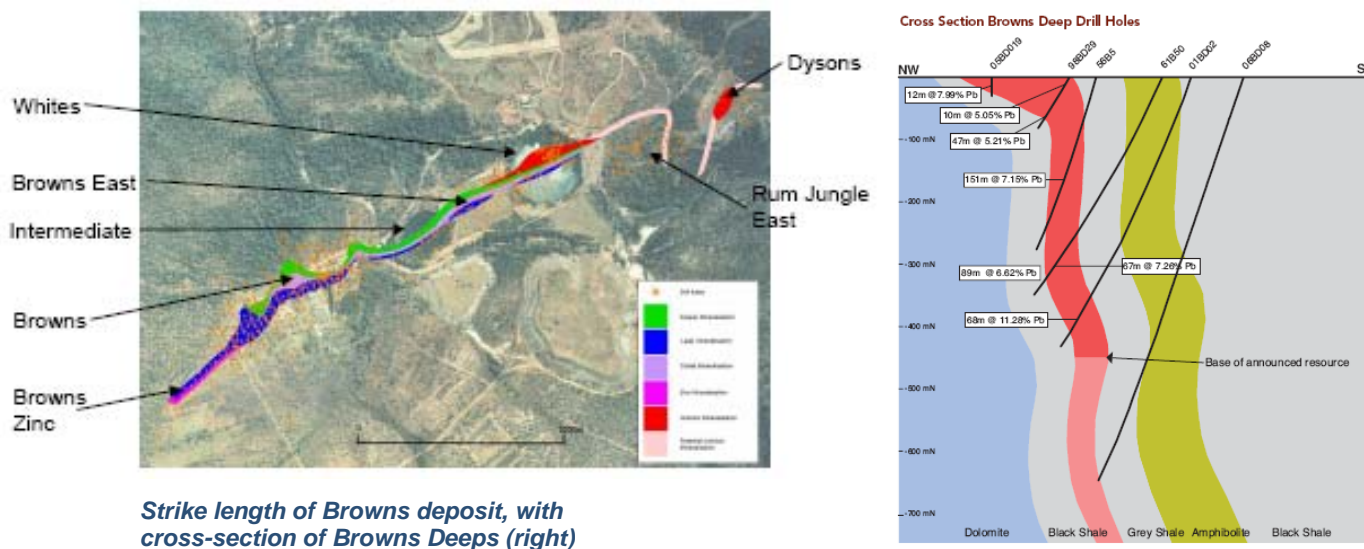 Whites
Browns East
Intermediate
Browns
Browns
Zinc
Dysons
Rum Jungle
East
Strike length of Browns deposit, with
cross-section of Browns Deeps (right)
Cross Section Browns Deep Drill Holes
NW
S
05BD019
98BD29
56B5
61B50
01BD02
06BD08
12m @ 7.99% Pb
10m @ 5.05% Pb
47m @ 5.21% Pb
151m @ 7.15% Pb
89m @ 6.62% Pb
67m @ 7.26% Pb
68m @ 11.28% Pb
-100 mN
-200 mN
-300 mN
-400 mN
-500 mN
-600 mN
-700 mN
Base of announced resource
Dolomite
Black Shale
Grey Shale
Amphibolite
Black Shale